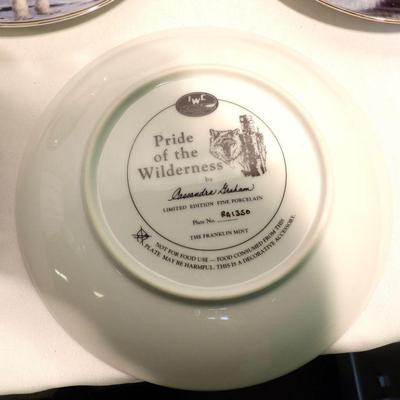 IWC
Pride
of the
Wilderness
by
Cassandra Graham
LIMITED EDITION FINE PORCELAIN
Plate No. RA1350
THE FRANKLIN MINT
NOT FOR FOOD USE — FOOD CONSUMED FROM THIS
PLATE MAY BE HARMFUL. THIS IS A DECORATIVE ACCESSORY.